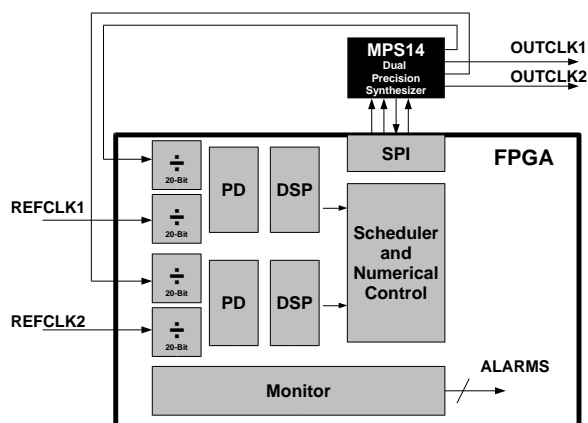 MPS14
Dual
Precision
Synthesizer
OUTCLK1
OUTCLK2
SPI
FPGA
÷
20-Bit
PD
DSP
REFCLK1
÷
20-Bit
Scheduler
and
Numerical
Control
÷
20-Bit
PD
DSP
REFCLK2
÷
20-Bit
Monitor
ALARMS